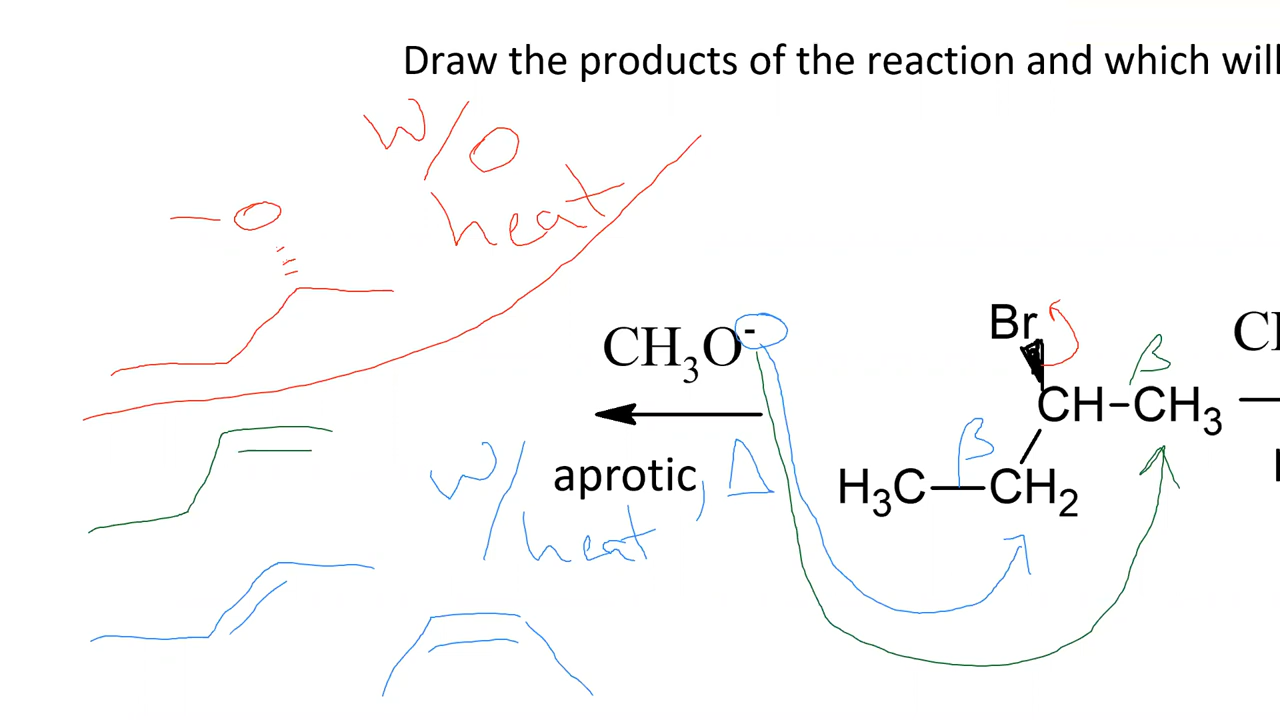 Draw the products of the reaction and which will
w/o
heat
O
Br
β
CH₃O⁻
CH–CH₃
aprotic, Δ
β
H₃C—CH₂
w/
heat